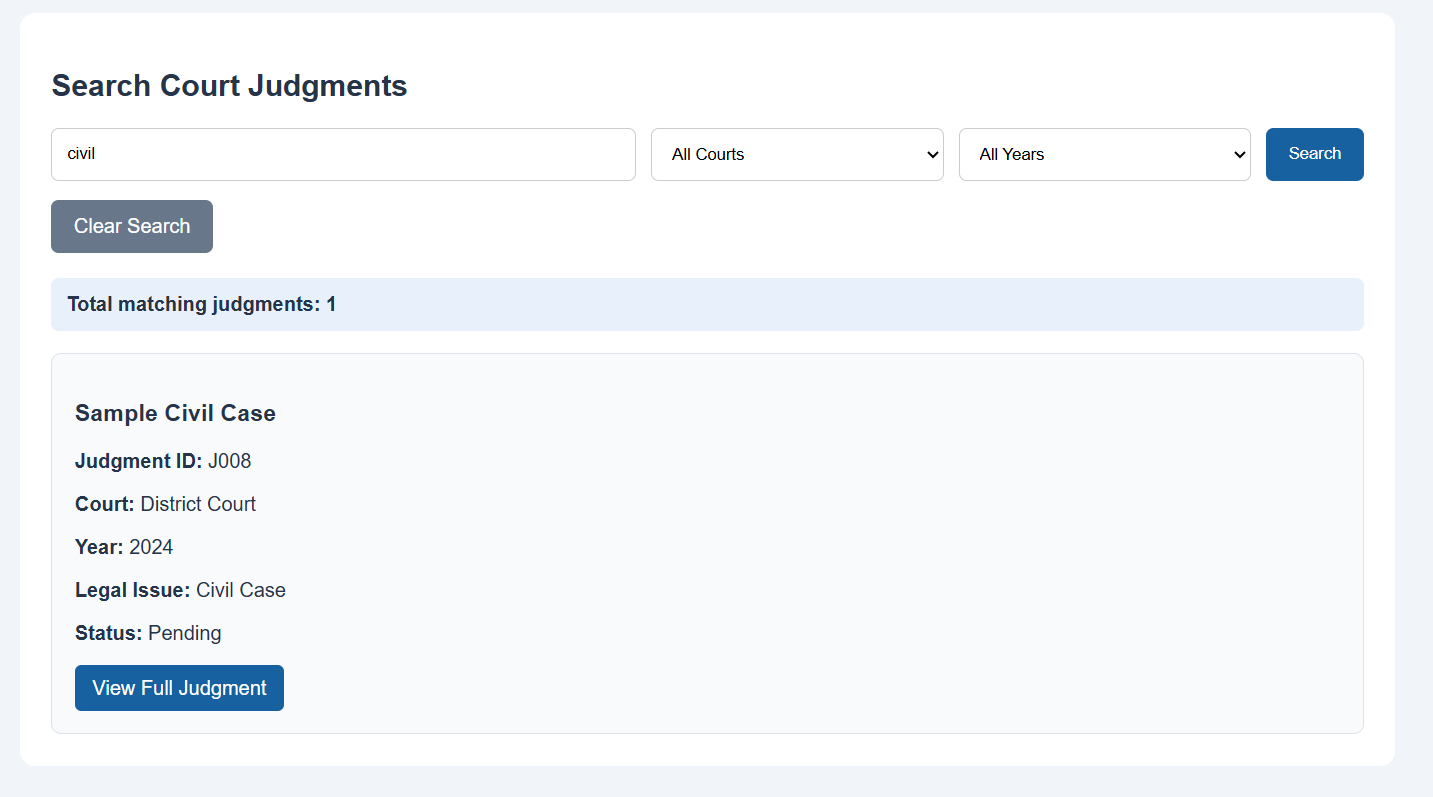 Search Court Judgments
civil
All Courts
All Years
Search
Clear Search
Total matching judgments: 1
Sample Civil Case
Judgment ID: J008
Court: District Court
Year: 2024
Legal Issue: Civil Case
Status: Pending
View Full Judgment